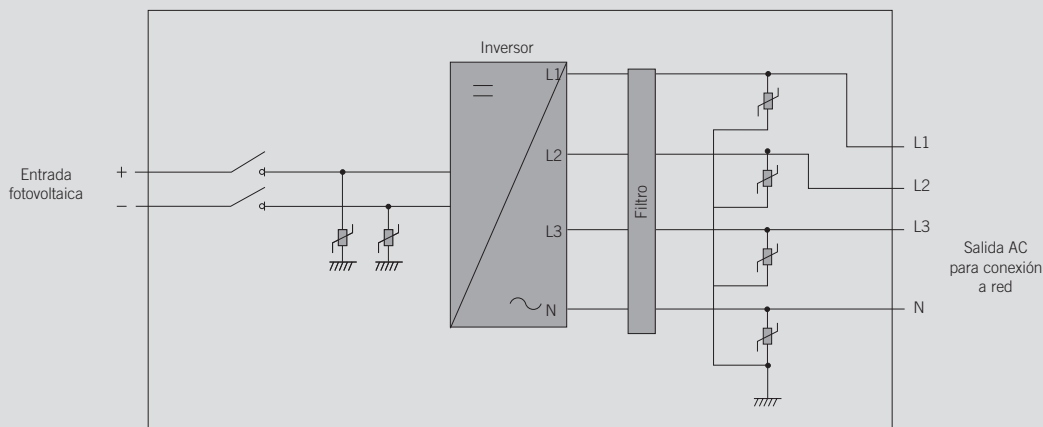 Inversor
L1
L2
L3
N
Filtro
Entrada
fotovoltaica
+
−
L1
L2
L3
N
Salida AC
para conexión
a red